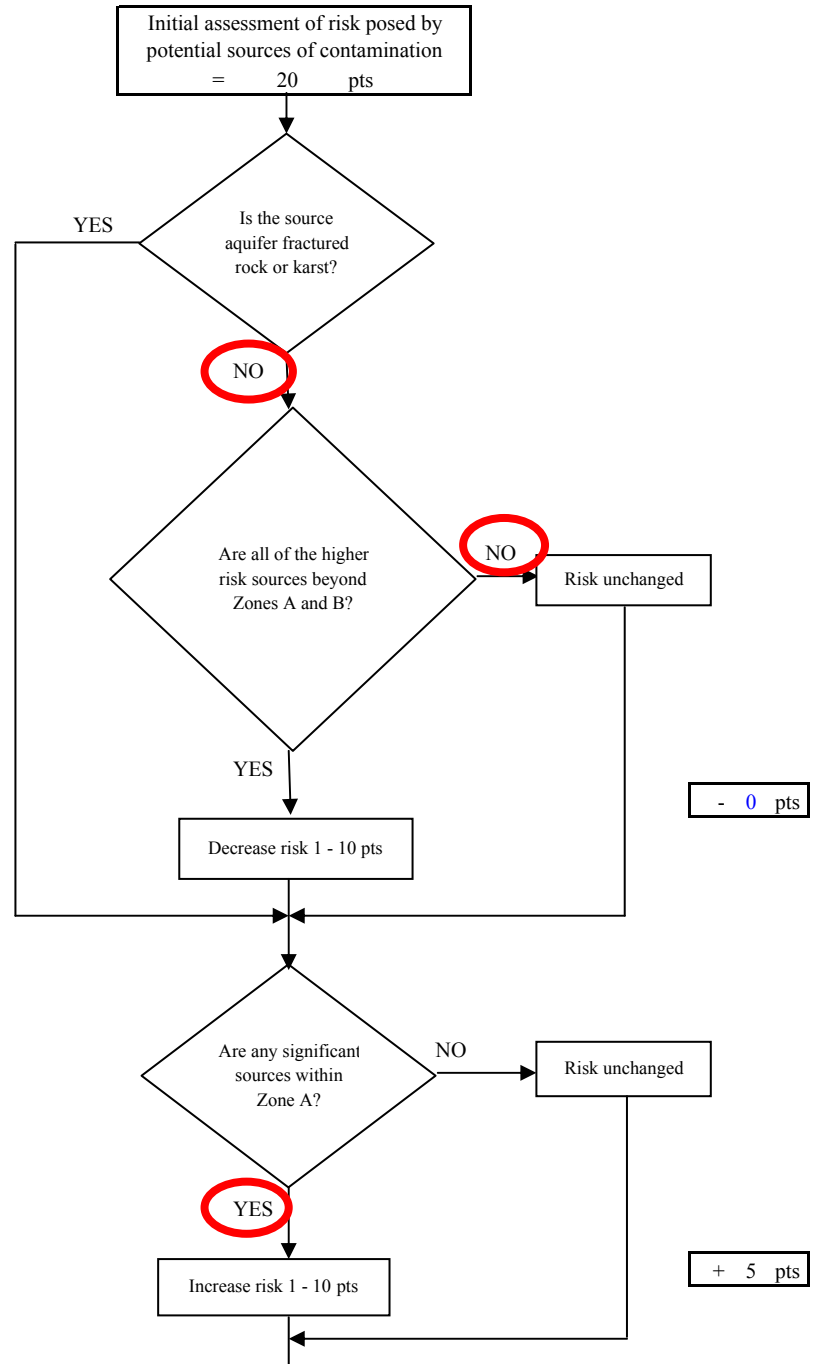 Initial assessment of risk posed by
potential sources of contamination
= 20 pts
YES
Is the source
aquifer fractured
rock or karst?
NO
Are all of the higher
risk sources beyond
Zones A and B?
NO
Risk unchanged
YES
- 0 pts
Decrease risk 1 - 10 pts
Are any significant
sources within
Zone A?
NO
Risk unchanged
YES
+ 5 pts
Increase risk 1 - 10 pts